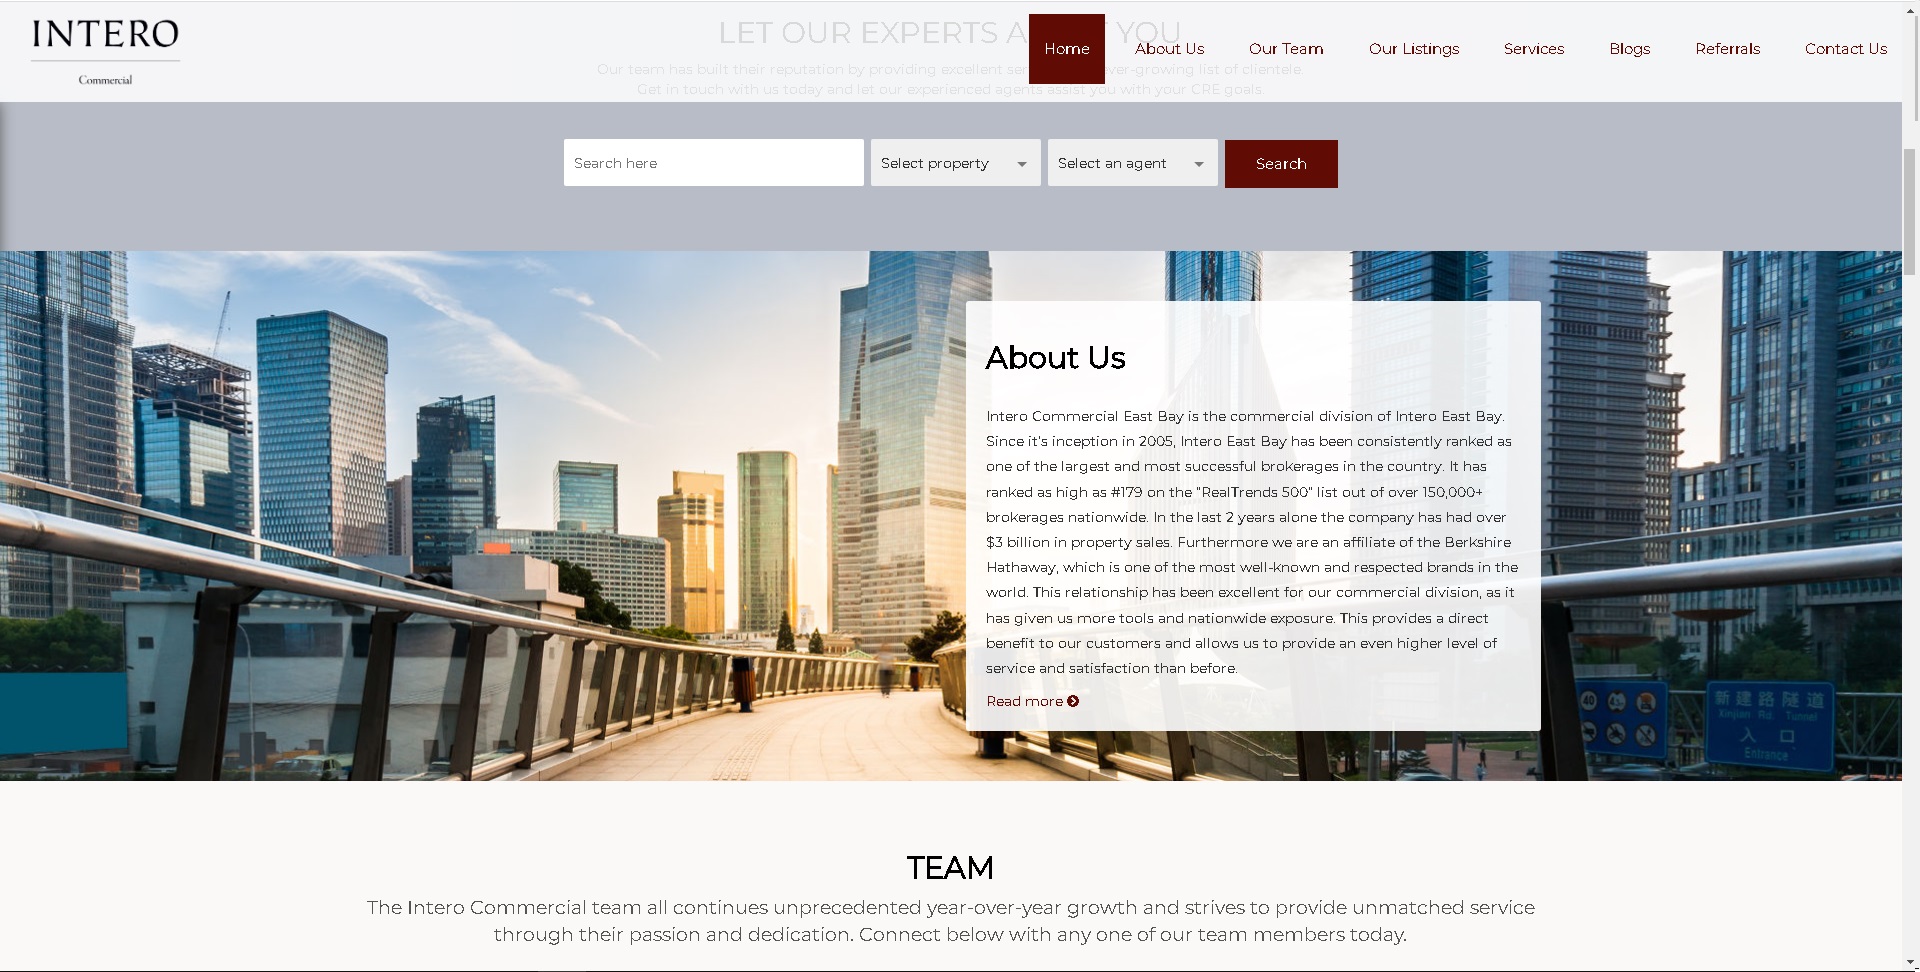 INTERO
Commercial
LET OUR EXPERTS A YOU
Home About Us Our Team Our Listings Services Blogs Referrals Contact Us
Our team has built their reputation by providing excellent ever-growing list of clientele.
Get in touch with us today and let our experienced agents assist you with your CRE goals.
Search here Select property Select an agent Search
About Us
Intero Commercial East Bay is the commercial division of Intero East Bay.
Since it's inception in 2005, Intero East Bay has been consistently ranked as
one of the largest and most successful brokerages in the country. It has
ranked as high as #179 on the "RealTrends 500" list out of over 150,000+
brokerages nationwide. In the last 2 years alone the company has had over
$3 billion in property sales. Furthermore we are an affiliate of the Berkshire
Hathaway, which is one of the most well-known and respected brands in the
world. This relationship has been excellent for our commercial division, as it
has given us more tools and nationwide exposure. This provides a direct
benefit to our customers and allows us to provide an even higher level of
service and satisfaction than before.
Read more
40
新建路隧道
Xinjian Rd. Tunnel
入口
Entrance
TEAM
The Intero Commercial team all continues unprecedented year-over-year growth and strives to provide unmatched service
through their passion and dedication. Connect below with any one of our team members today.